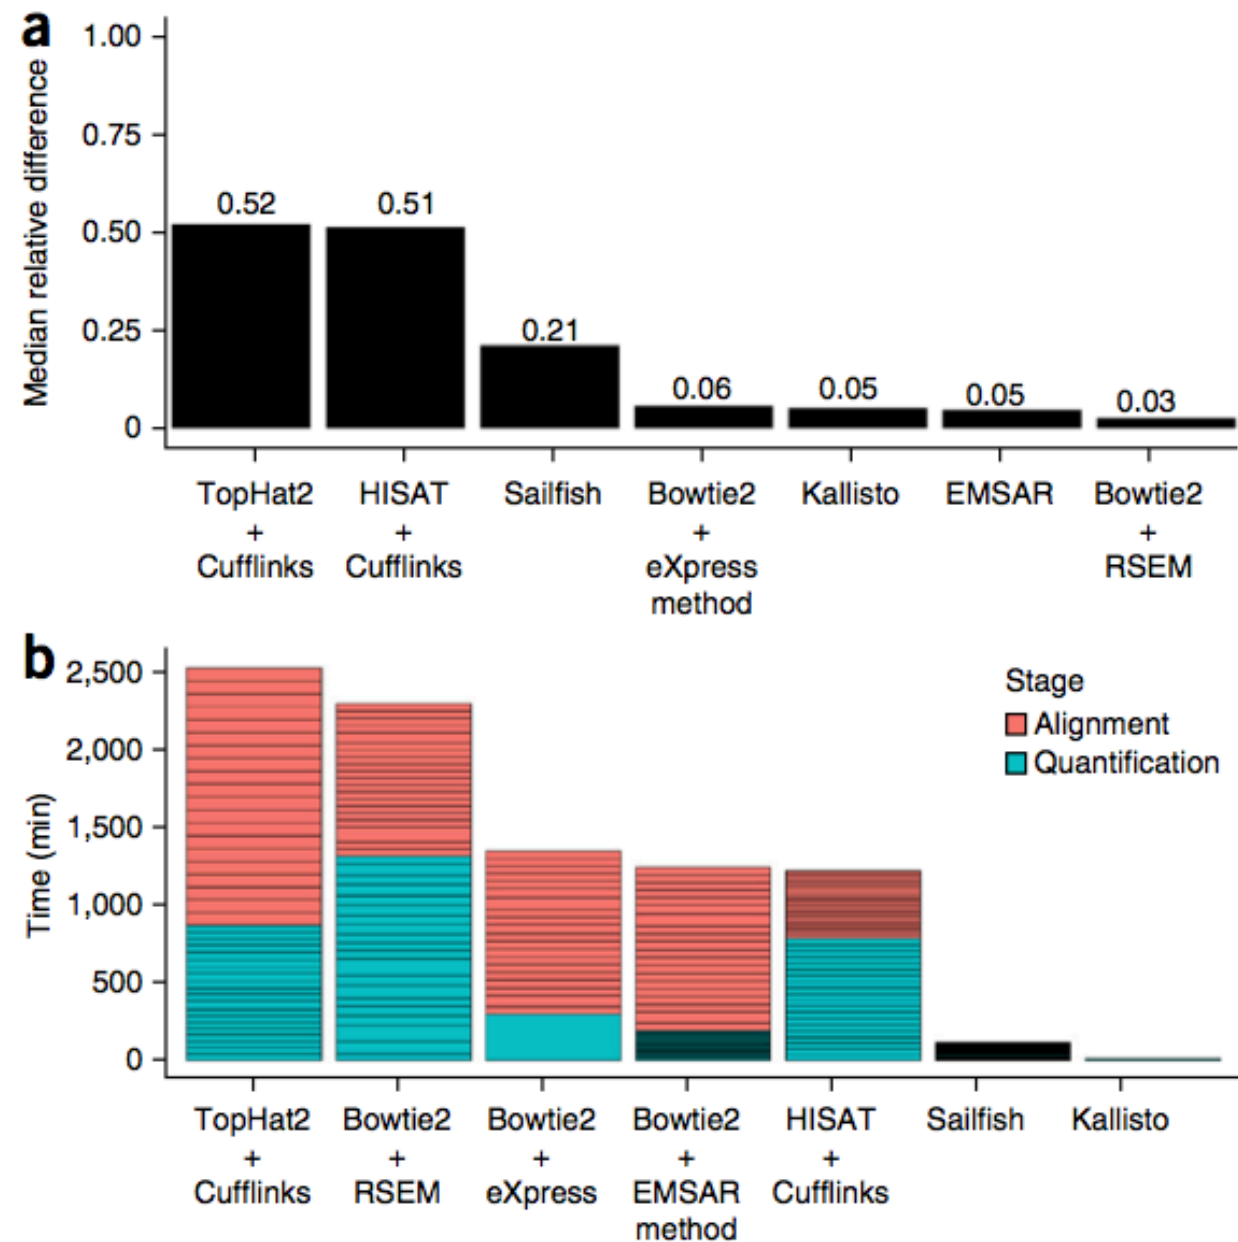 a
Median relative difference
1.00
0.75
0.50
0.25
0
0.52
0.51
0.21
0.06
0.05
0.05
0.03
TopHat2
+
Cufflinks
HISAT
+
Cufflinks
Sailfish
Bowtie2
+
eXpress
method
Kallisto
EMSAR
Bowtie2
+
RSEM
b
Time (min)
2,500
2,000
1,500
1,000
500
0
Stage
Alignment
Quantification
TopHat2
+
Cufflinks
Bowtie2
+
RSEM
Bowtie2
+
eXpress
Bowtie2
+
EMSAR
method
HISAT
+
Cufflinks
Sailfish
Kallisto